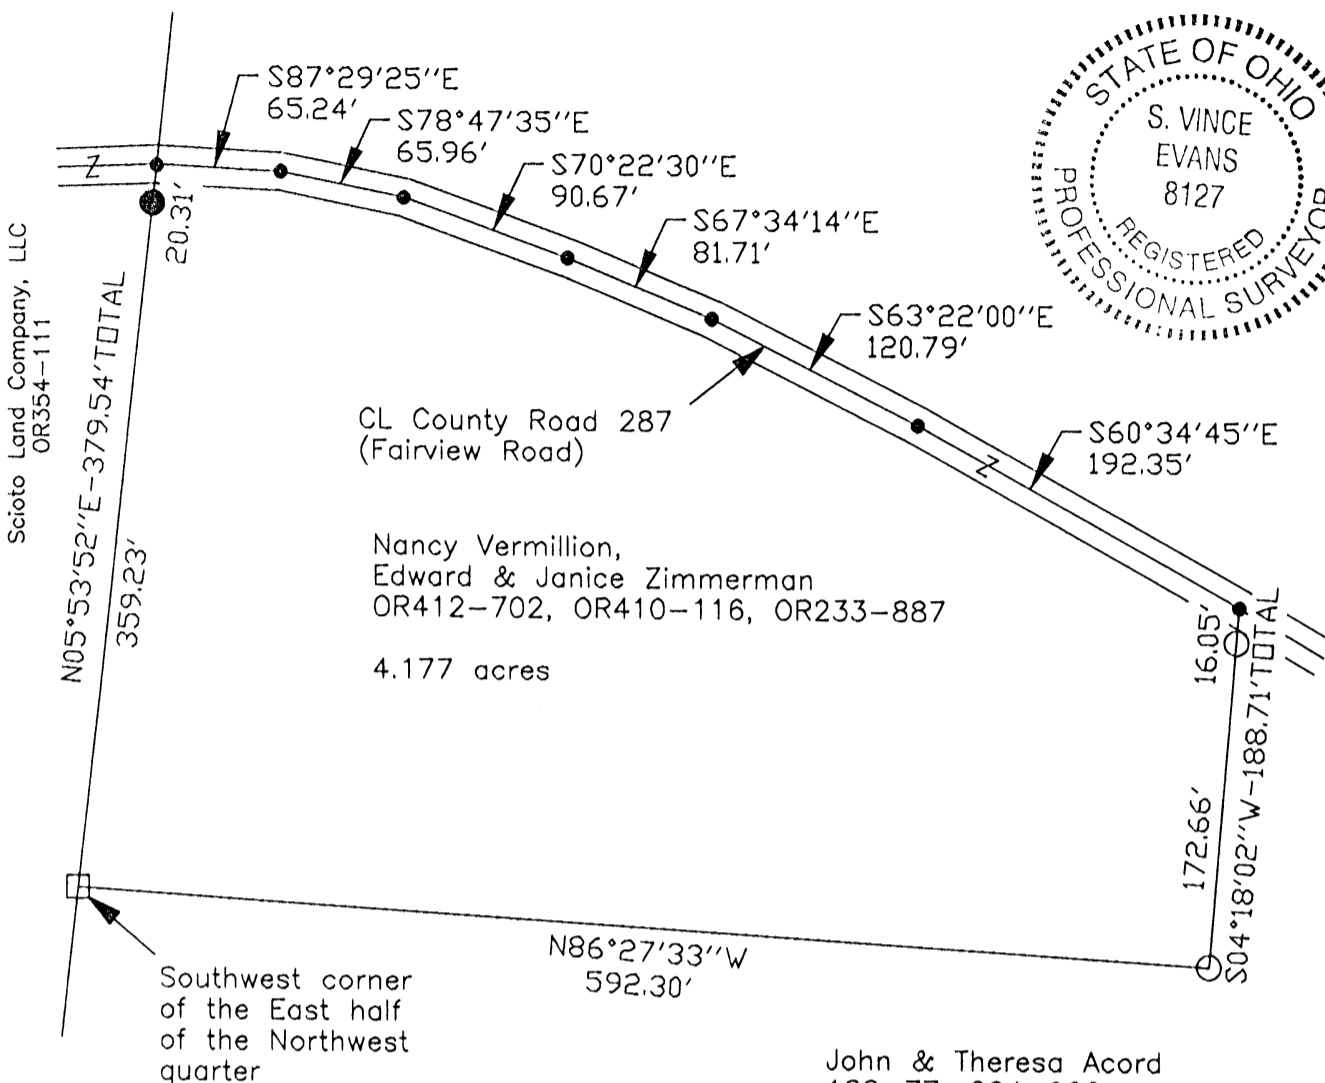 S87°29'25''E
65.24'
S78°47'35''E
65.96'
S70°22'30''E
90.67'
S67°34'14''E
81.71'
S63°22'00''E
120.79'
S60°34'45''E
192.35'
STATE OF OHIO
S. VINCE
EVANS
8127
REGISTERED
PROFESSIONAL SURVEYOR
Z
20.31'
Scioto Land Company, LLC
OR354-111
N05°53'52''E-379.54'TOTAL
359.23'
CL County Road 287
(Fairview Road)
Z
Nancy Vermillion,
Edward & Janice Zimmerman
OR412-702, OR410-116, OR233-887
4.177 acres
16.05'
172.66'
S04°18'02''W-188.71'TOTAL
N86°27'33''W
592.30'
Southwest corner
of the East half
of the Northwest
quarter
John & Theresa Acord